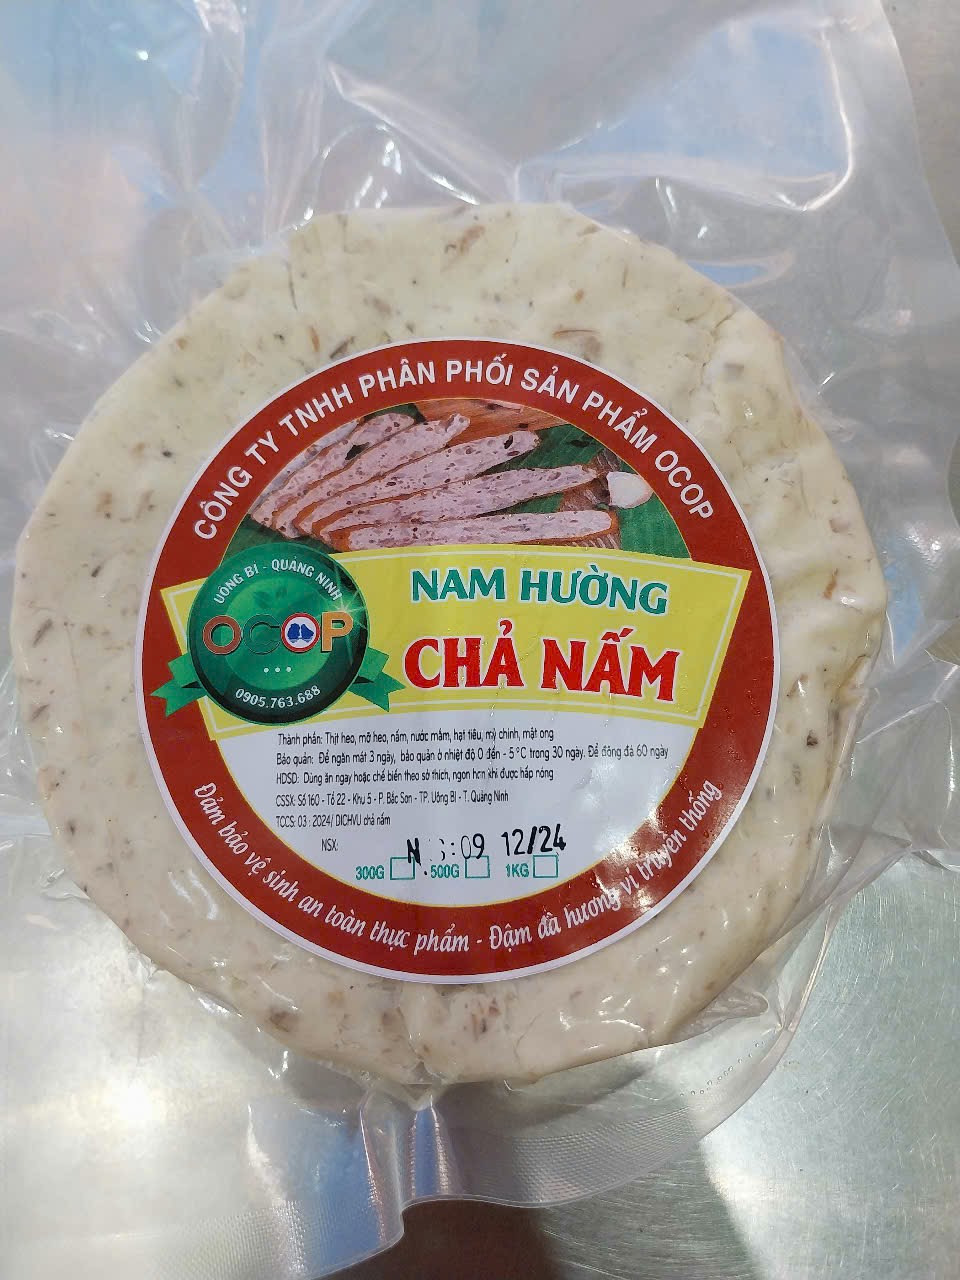 CÔNG TY TNHH PHÂN PHỐI SẢN PHẨM OCOP
UÔNG BÍ - QUẢNG NINH
OCOP
0905.763.688
NAM HƯỜNG
CHẢ NẤM
Thành phần: Thịt heo, mỡ heo, nấm, nước mắm, hạt tiêu, mỳ chính, mật ong
Bảo quản: Để ngăn mát 3 ngày, bảo quản ở nhiệt độ 0 đến - 5°C trong 30 ngày. Để đông đá 60 ngày
HDSD: Dùng ăn ngay hoặc chế biến theo sở thích, ngon hơn khi được hấp nóng
CSSX: Số 160 - Tổ 22 - Khu 5 - P. Bắc Sơn - TP. Uông Bí - T. Quảng Ninh
TCCS: 03 : 2024/ DICHVU chả nấm
NSX: 09 12/24
300G .500G 1KG
Đảm bảo vệ sinh an toàn thực phẩm - Đậm đà hương vị truyền thống